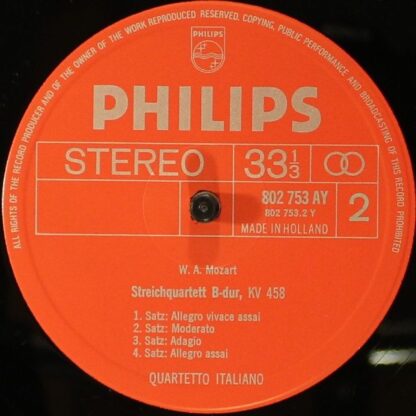 ALL RIGHTS OF THE RECORD PRODUCER AND OF THE OWNER OF THE WORK REPRODUCED RESERVED. COPYING, PUBLIC PERFORMANCE AND BROADCASTING OF THIS RECORD PROHIBITED
PHILIPS
PHILIPS
STEREO 33 1/3
802 753 AY
802 753.2 Y
MADE IN HOLLAND
2
W. A. Mozart
Streichquartett B-dur, KV 458
1. Satz: Allegro vivace assai
2. Satz: Moderato
3. Satz: Adagio
4. Satz: Allegro assai
QUARTETTO ITALIANO